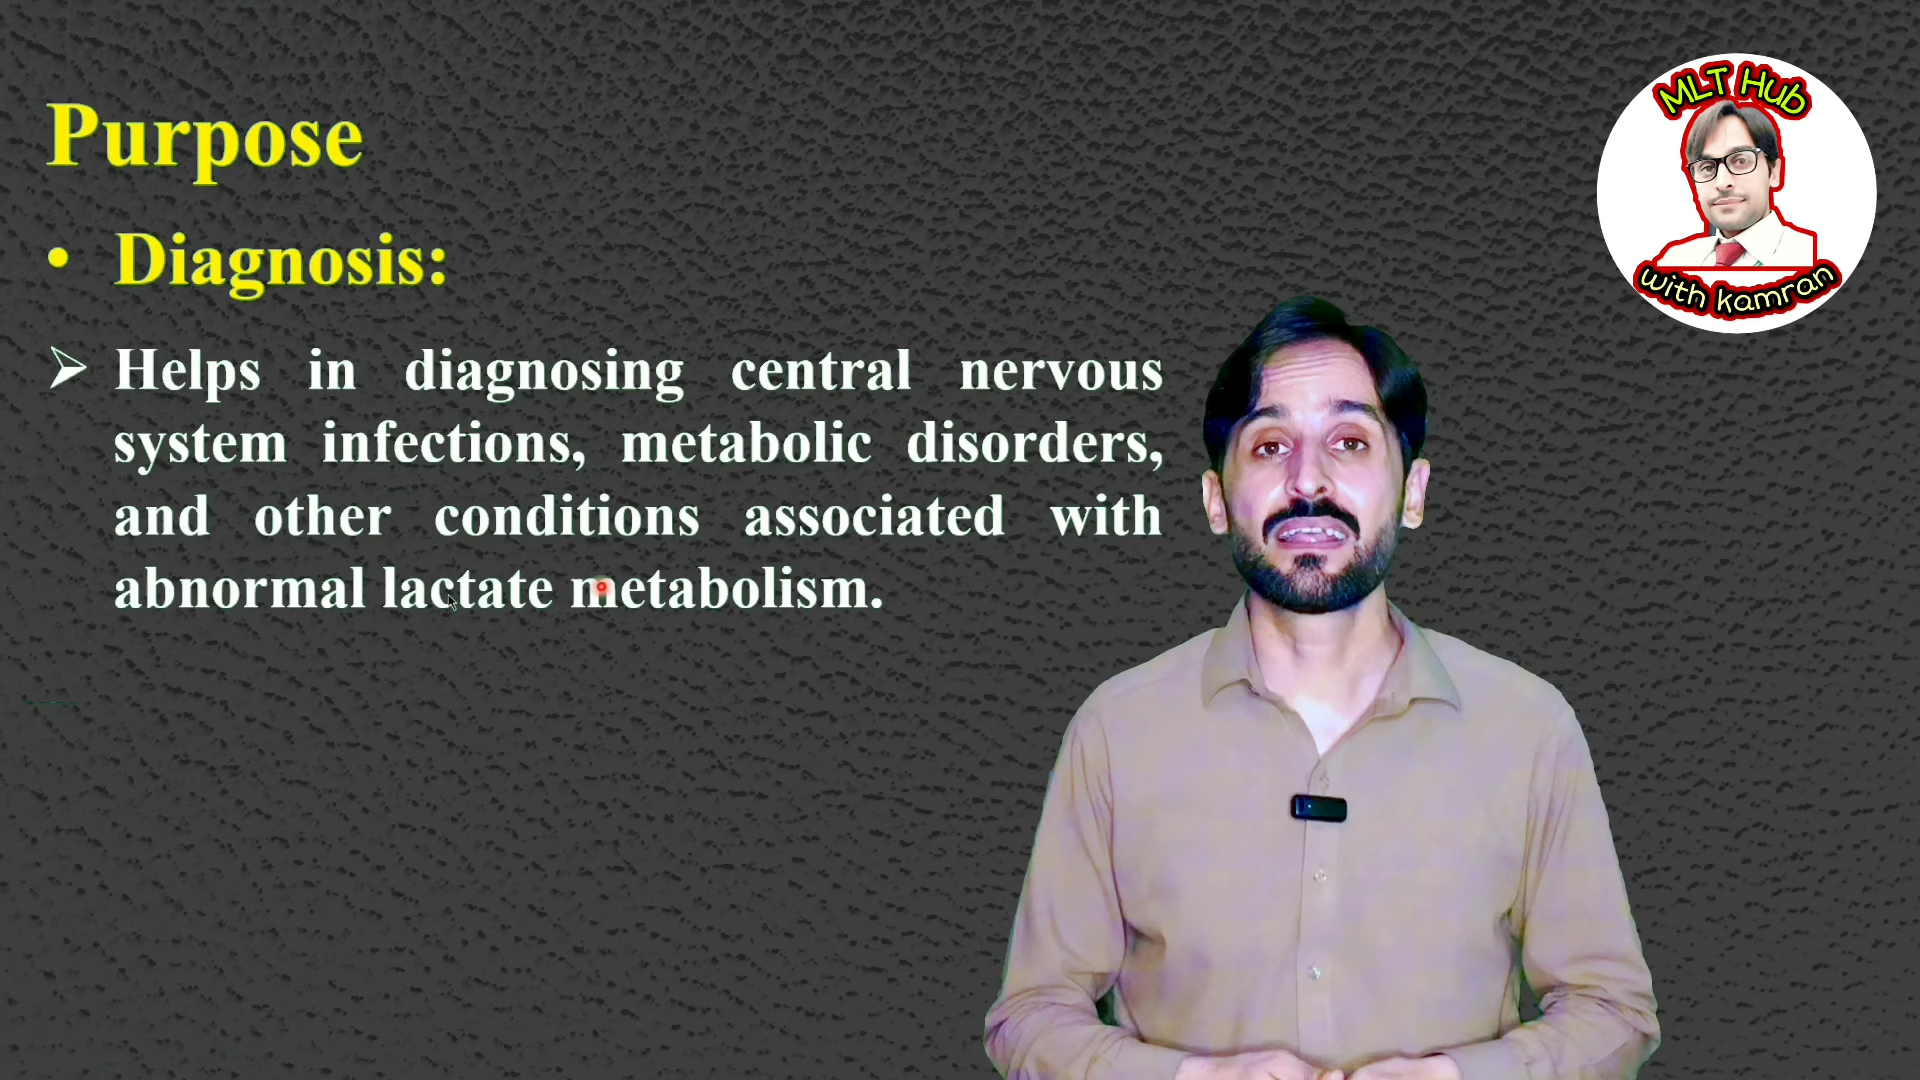 MLT Hub
with kamran
Purpose
• Diagnosis:
➢ Helps in diagnosing central nervous
system infections, metabolic disorders,
and other conditions associated with
abnormal lactate metabolism.